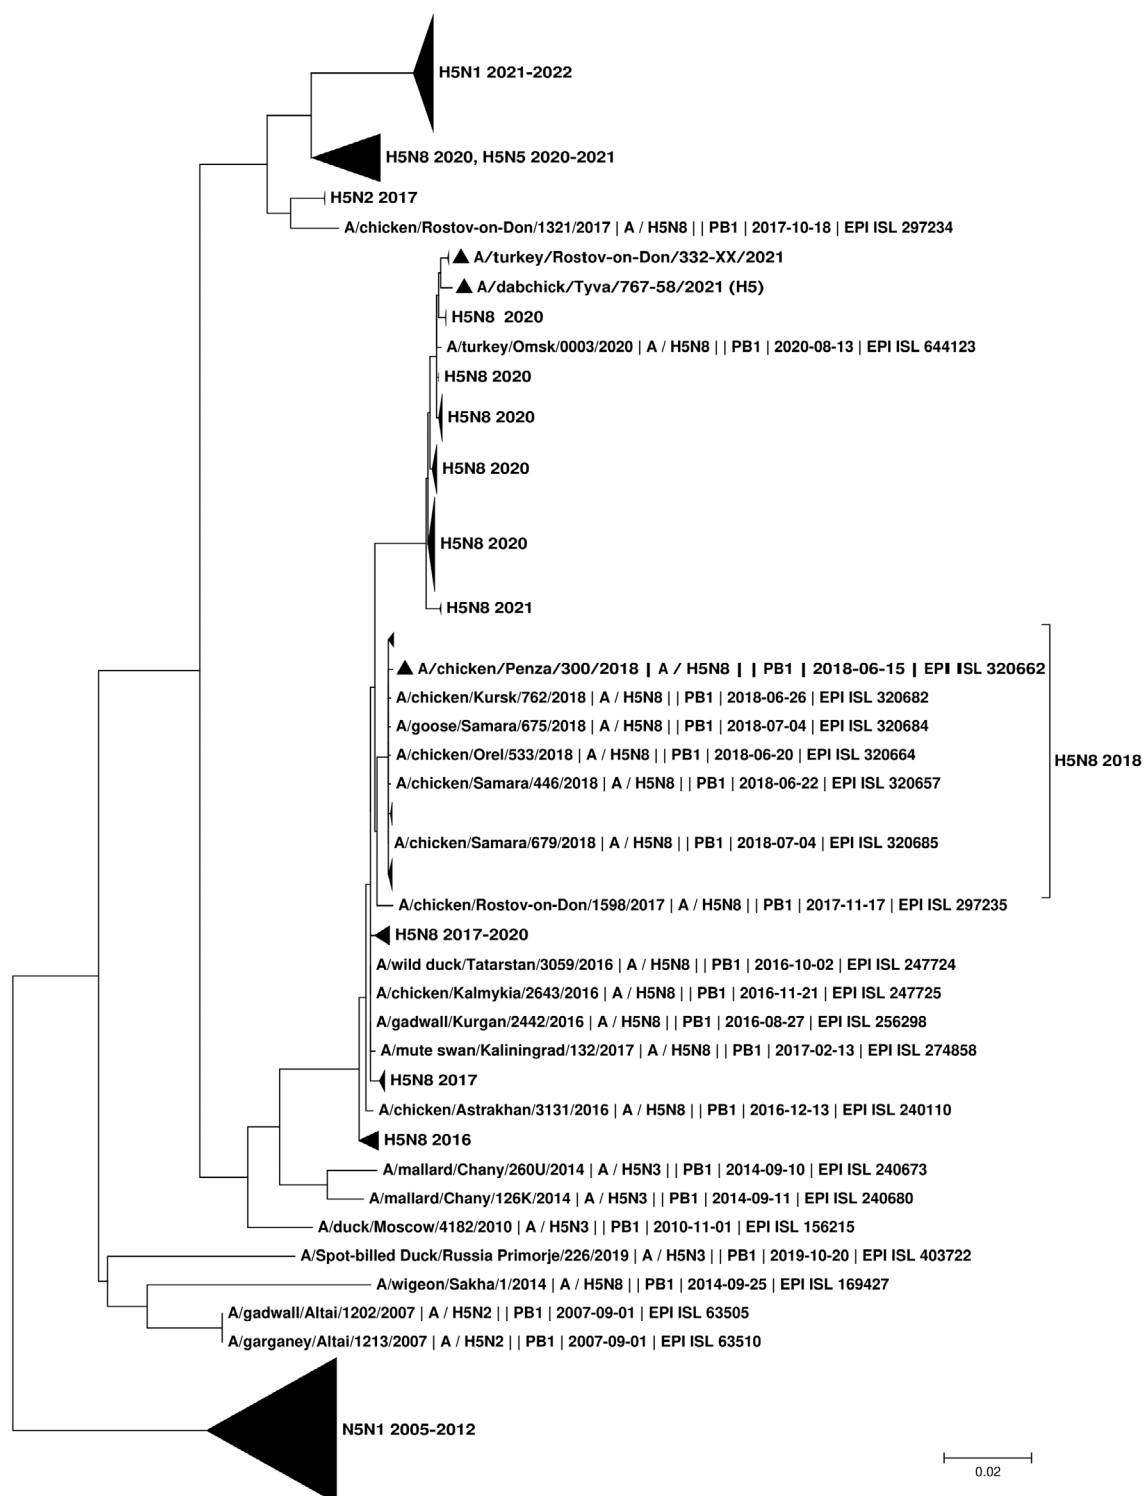 H5N1 2021-2022
H5N8 2020, H5N5 2020-2021
H5N2 2017
A/chicken/Rostov-on-Don/1321/2017 | A / H5N8 | | PB1 | 2017-10-18 | EPI ISL 297234
A/turkey/Rostov-on-Don/332-XX/2021
A/dabchick/Tyva/767-58/2021 (H5)
H5N8 2020
A/turkey/Omsk/0003/2020 | A / H5N8 | | PB1 | 2020-08-13 | EPI ISL 644123
H5N8 2020
H5N8 2020
H5N8 2020
H5N8 2020
H5N8 2021
A/chicken/Penza/300/2018 | A / H5N8 | | PB1 | 2018-06-15 | EPI ISL 320662
A/chicken/Kursk/762/2018 | A / H5N8 | | PB1 | 2018-06-26 | EPI ISL 320682
A/goose/Samara/675/2018 | A / H5N8 | | PB1 | 2018-07-04 | EPI ISL 320684
A/chicken/Orel/533/2018 | A / H5N8 | | PB1 | 2018-06-20 | EPI ISL 320664
H5N8 2018
A/chicken/Samara/446/2018 | A / H5N8 | | PB1 | 2018-06-22 | EPI ISL 320657
A/chicken/Samara/679/2018 | A / H5N8 | | PB1 | 2018-07-04 | EPI ISL 320685
A/chicken/Rostov-on-Don/1598/2017 | A / H5N8 | | PB1 | 2017-11-17 | EPI ISL 297235
H5N8 2017-2020
A/wild duck/Tatarstan/3059/2016 | A / H5N8 | | PB1 | 2016-10-02 | EPI ISL 247724
A/chicken/Kalmykia/2643/2016 | A / H5N8 | | PB1 | 2016-11-21 | EPI ISL 247725
A/gadwall/Kurgan/2442/2016 | A / H5N8 | | PB1 | 2016-08-27 | EPI ISL 256298
A/mute swan/Kaliningrad/132/2017 | A / H5N8 | | PB1 | 2017-02-13 | EPI ISL 274858
H5N8 2017
A/chicken/Astrakhan/3131/2016 | A / H5N8 | | PB1 | 2016-12-13 | EPI ISL 240110
H5N8 2016
A/mallard/Chany/260U/2014 | A / H5N3 | | PB1 | 2014-09-10 | EPI ISL 240673
A/mallard/Chany/126K/2014 | A / H5N3 | | PB1 | 2014-09-11 | EPI ISL 240680
A/duck/Moscow/4182/2010 | A / H5N3 | | PB1 | 2010-11-01 | EPI ISL 156215
A/Spot-billed Duck/Russia Primorje/226/2019 | A / H5N3 | | PB1 | 2019-10-20 | EPI ISL 403722
A/wigeon/Sakha/1/2014 | A / H5N8 | | PB1 | 2014-09-25 | EPI ISL 169427
A/gadwall/Altai/1202/2007 | A / H5N2 | | PB1 | 2007-09-01 | EPI ISL 63505
A/garganey/Altai/1213/2007 | A / H5N2 | | PB1 | 2007-09-01 | EPI ISL 63510
N5N1 2005-2012
0.02